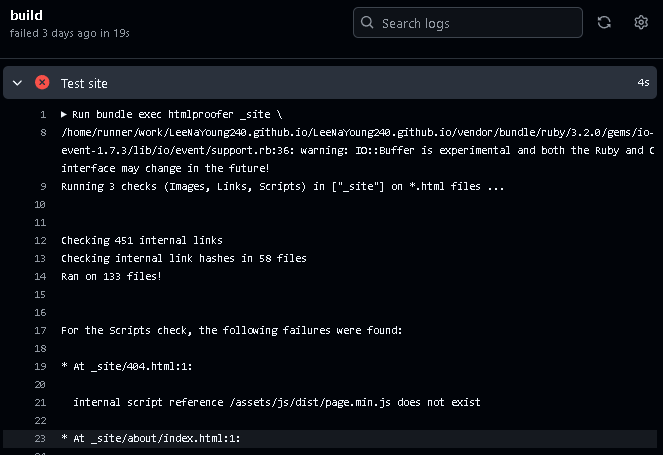 build
failed 3 days ago in 19s
Search logs
Test site
4s
1 ▶ Run bundle exec htmlproofer _site \
8 /home/runner/work/LeeNaYoung240.github.io/LeeNaYoung240.github.io/vendor/bundle/ruby/3.2.0/gems/io-
event-1.7.3/lib/io/event/support.rb:36: warning: IO::Buffer is experimental and both the Ruby and C
interface may change in the future!
9 Running 3 checks (Images, Links, Scripts) in ["_site"] on *.html files ...
10
11
12 Checking 451 internal links
13 Checking internal link hashes in 58 files
14 Ran on 133 files!
15
16
17 For the Scripts check, the following failures were found:
18
19 * At _site/404.html:1:
20
21 internal script reference /assets/js/dist/page.min.js does not exist
22
23 * At _site/about/index.html:1: